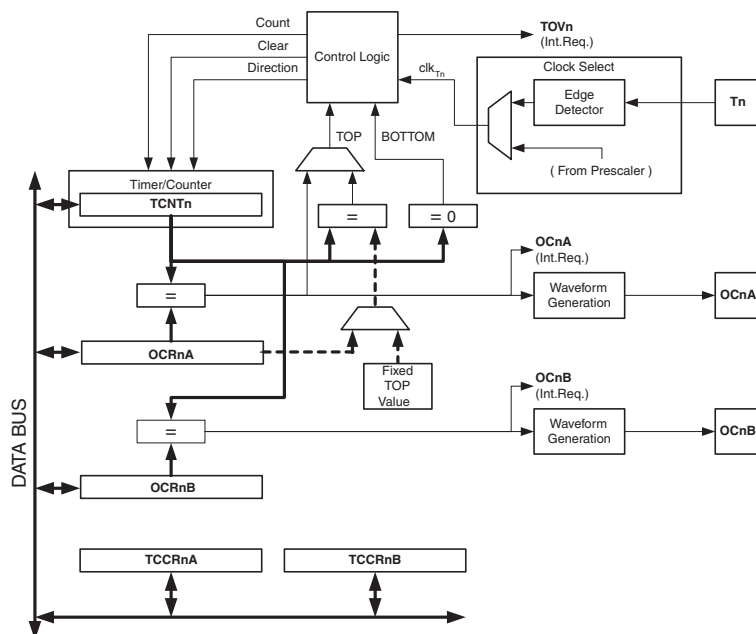 Count
Clear
Direction
Control Logic
TOVn
(Int.Req.)
clkTn
Clock Select
Edge
Detector
Tn
( From Prescaler )
TOP
BOTTOM
Timer/Counter
TCNTn
=
= 0
OCnA
(Int.Req.)
=
Waveform
Generation
OCnA
OCRnA
Fixed
TOP
Value
OCnB
(Int.Req.)
=
Waveform
Generation
OCnB
OCRnB
DATA BUS
TCCRnA
TCCRnB